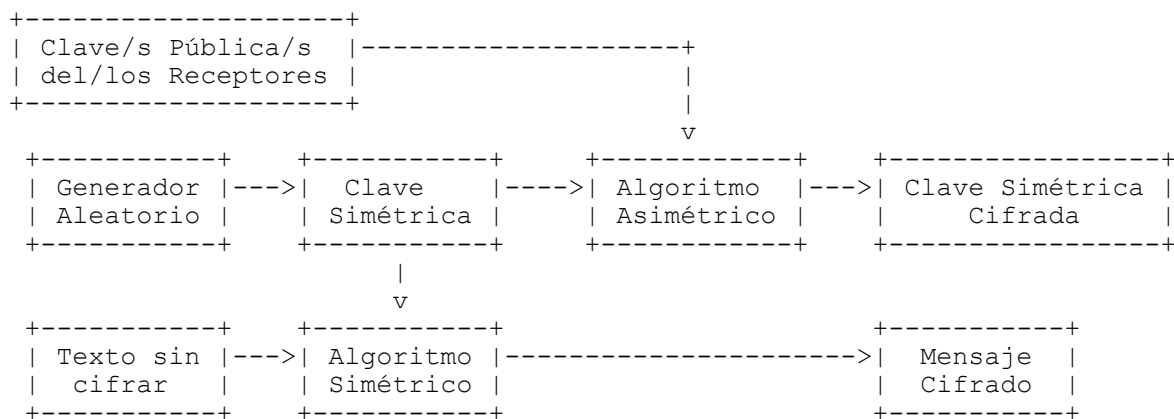 Clave/s Pública/s
del/los Receptores
Generador Clave Algoritmo Clave Simétrica
Aleatorio Simétrica Asimétrico Cifrada
Texto sin Algoritmo Mensaje
cifrar Simétrico Cifrado